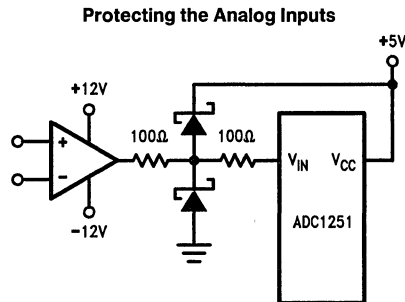 Protecting the Analog Inputs
+5V
+12V
100Ω
100Ω
+
−
VIN
VCC
ADC1251
−12V